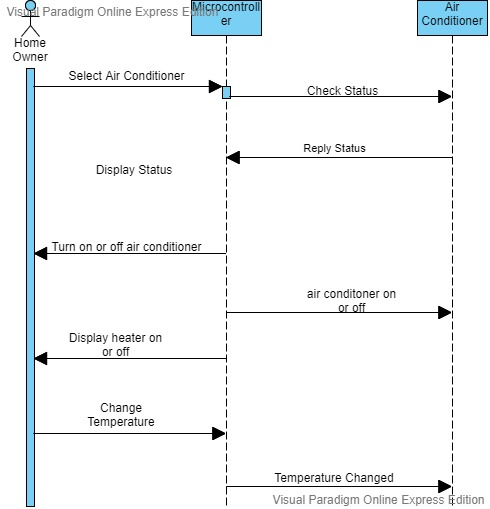 Visual Paradigm Online Express Edition
Home
Owner
Microcontroll
er
Air
Conditioner
Select Air Conditioner
Check Status
Reply Status
Display Status
Turn on or off air conditioner
air conditoner on
or off
Display heater on
or off
Change
Temperature
Temperature Changed
Visual Paradigm Online Express Edition